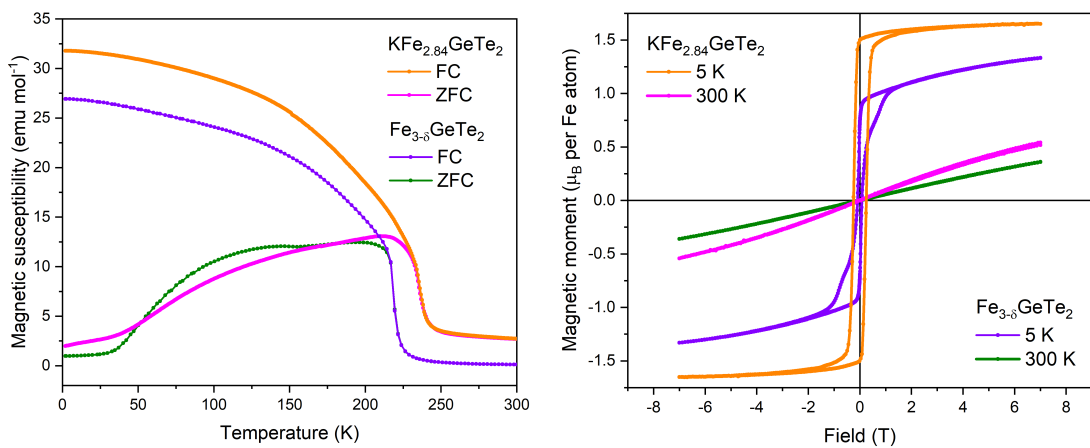 35
30
25
20
15
10
5
0
Magnetic susceptibility (emu mol⁻¹)
KFe₂.₈₄GeTe₂
FC
ZFC
Fe₃₋δGeTe₂
FC
ZFC
0 50 100 150 200 250 300
Temperature (K)
1.5
1.0
0.5
0.0
-0.5
-1.0
-1.5
Magnetic moment (μB per Fe atom)
KFe₂.₈₄GeTe₂
5 K
300 K
Fe₃₋δGeTe₂
5 K
300 K
-8 -6 -4 -2 0 2 4 6 8
Field (T)